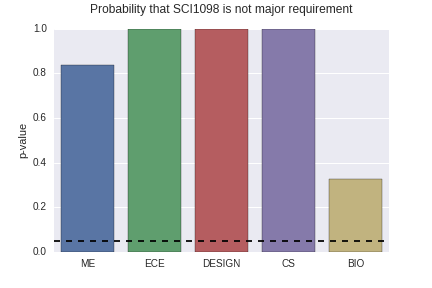 Probability that SCI1098 is not major requirement
1.0
0.8
0.6
0.4
0.2
0.0
p-value
ME ECE DESIGN CS BIO